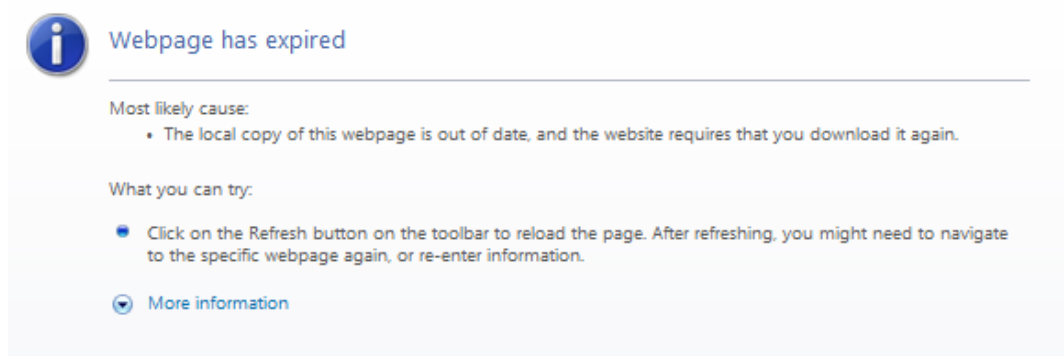 Webpage has expired
Most likely cause:
• The local copy of this webpage is out of date, and the website requires that you download it again.
What you can try:
Click on the Refresh button on the toolbar to reload the page. After refreshing, you might need to navigate
to the specific webpage again, or re-enter information.
More information